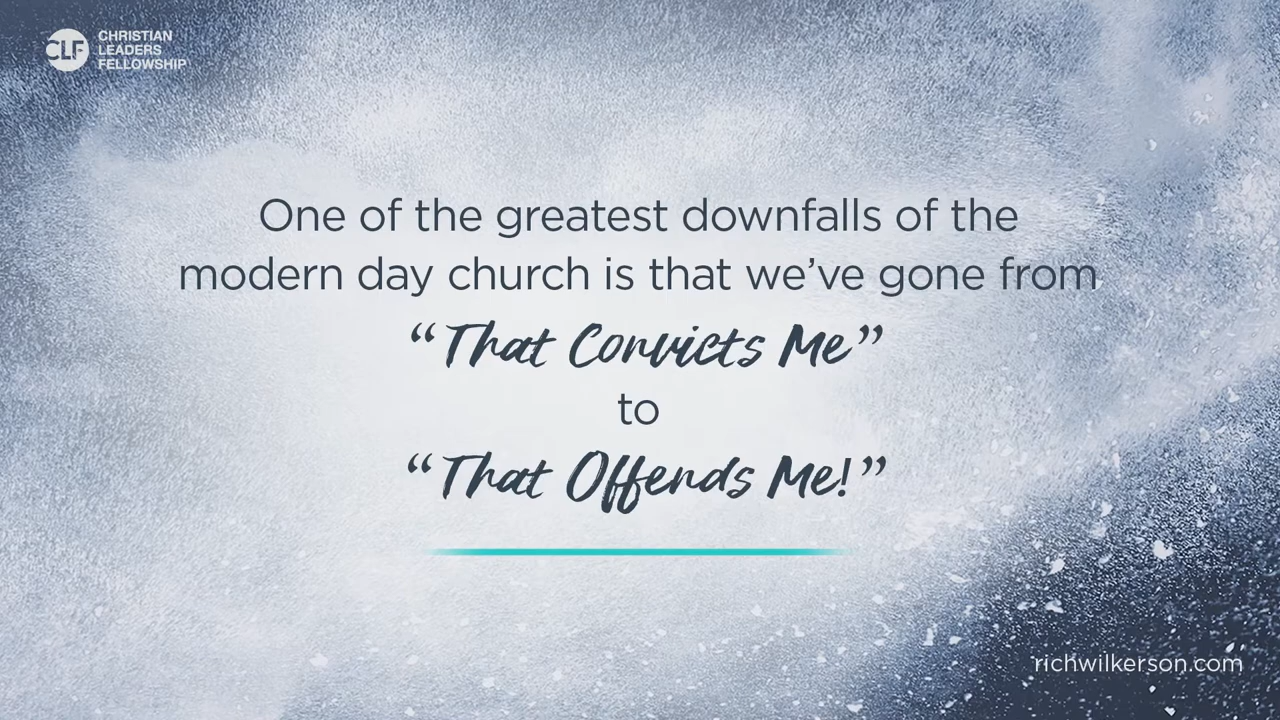 CLF
CHRISTIAN
LEADERS
FELLOWSHIP
One of the greatest downfalls of the
modern day church is that we’ve gone from
“That Convicts Me”
to
“That Offends Me!”
richwilkerson.com